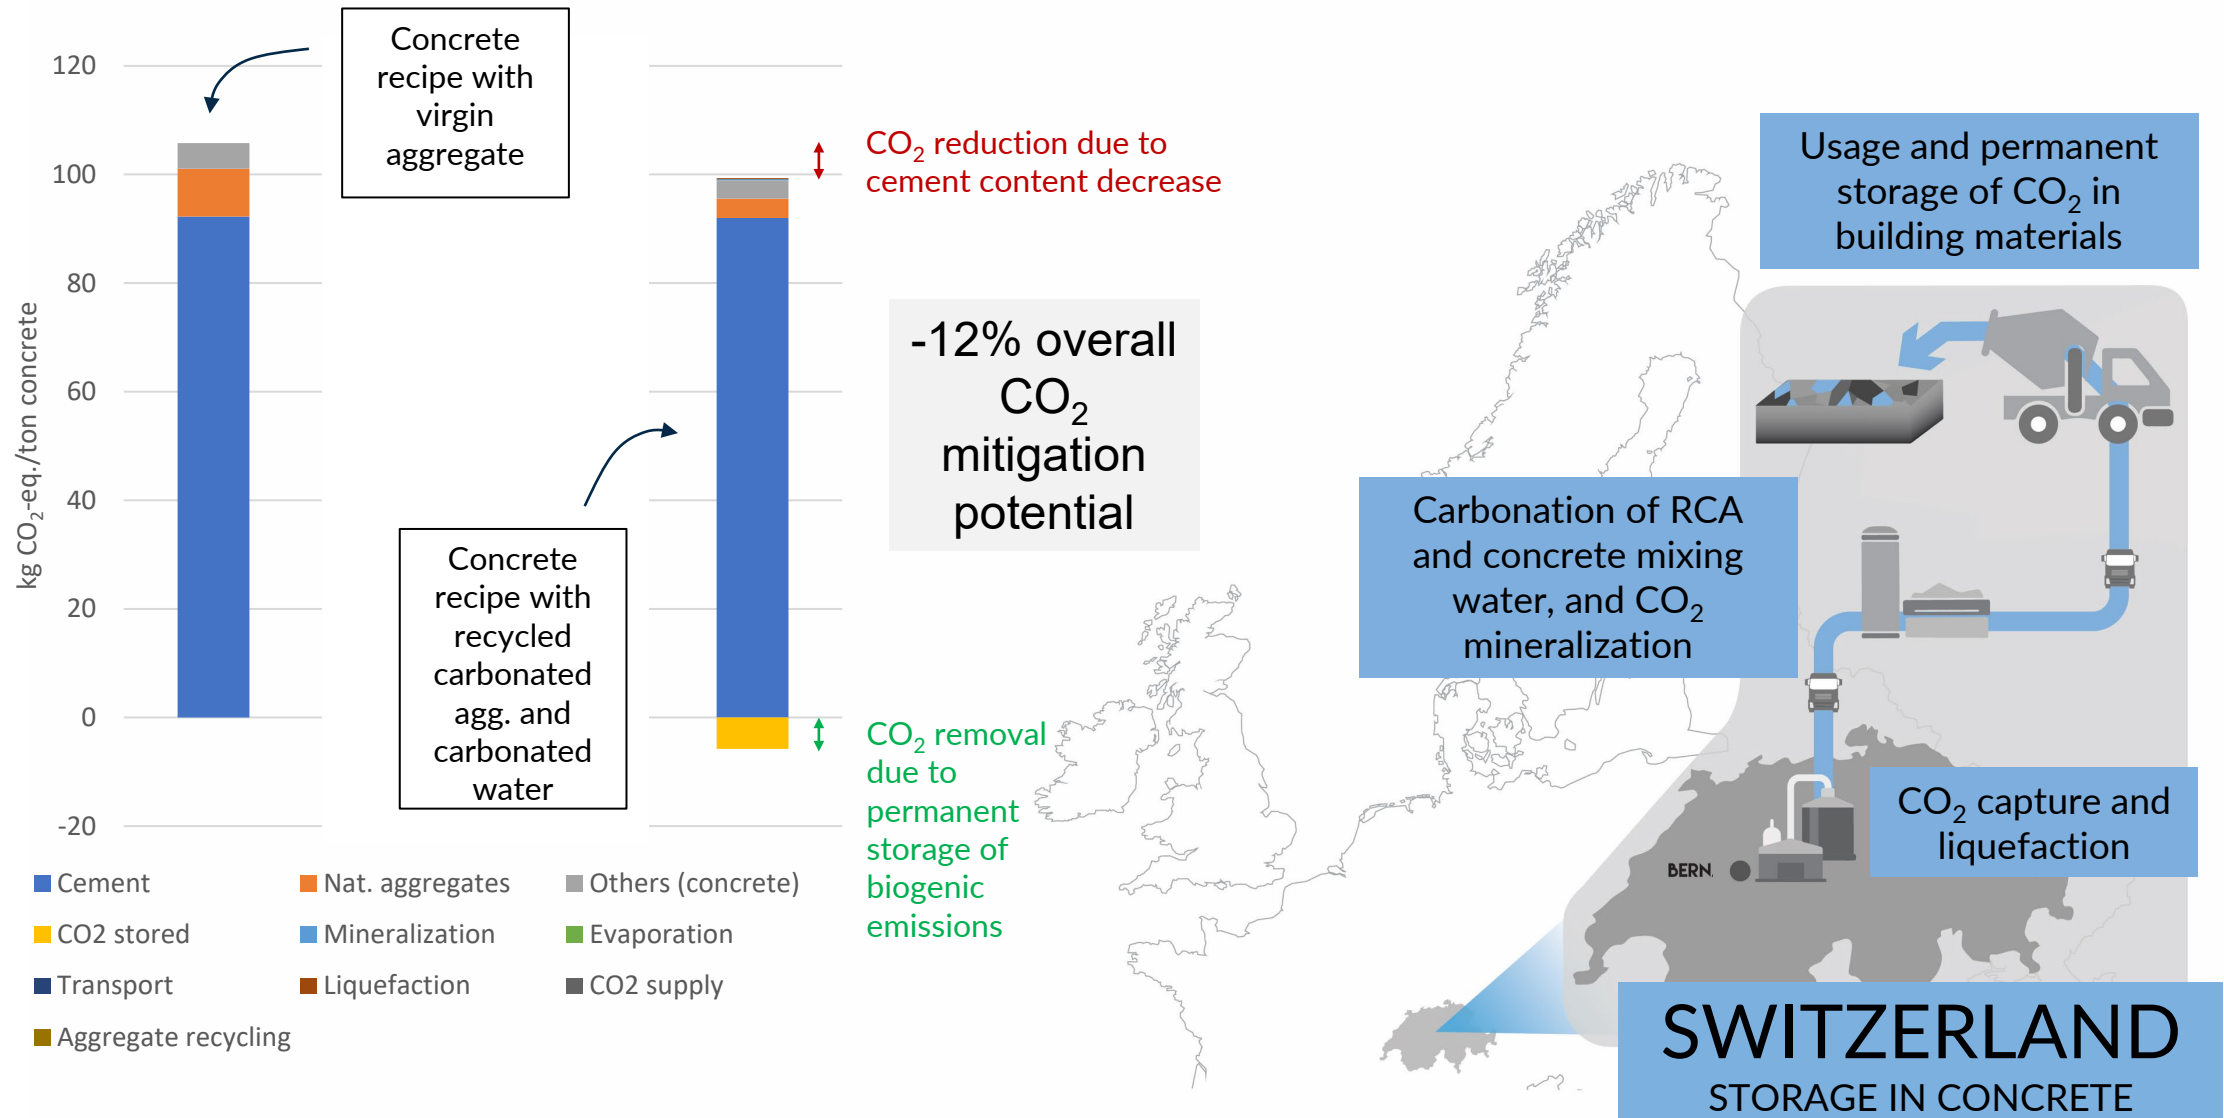 Concrete
recipe with
virgin
aggregate
120
100
80
60
40
20
0
-20
kg CO₂-eq./ton concrete
Concrete
recipe with
recycled
carbonated
agg. and
carbonated
water
CO₂ reduction due to
cement content decrease
-12% overall
CO₂
mitigation
potential
CO₂ removal
due to
permanent
storage of
biogenic
emissions
Cement
Nat. aggregates
Others (concrete)
CO2 stored
Mineralization
Evaporation
Transport
Liquefaction
CO2 supply
Aggregate recycling
Usage and permanent
storage of CO₂ in
building materials
Carbonation of RCA
and concrete mixing
water, and CO₂
mineralization
CO₂ capture and
liquefaction
BERN
SWITZERLAND
STORAGE IN CONCRETE